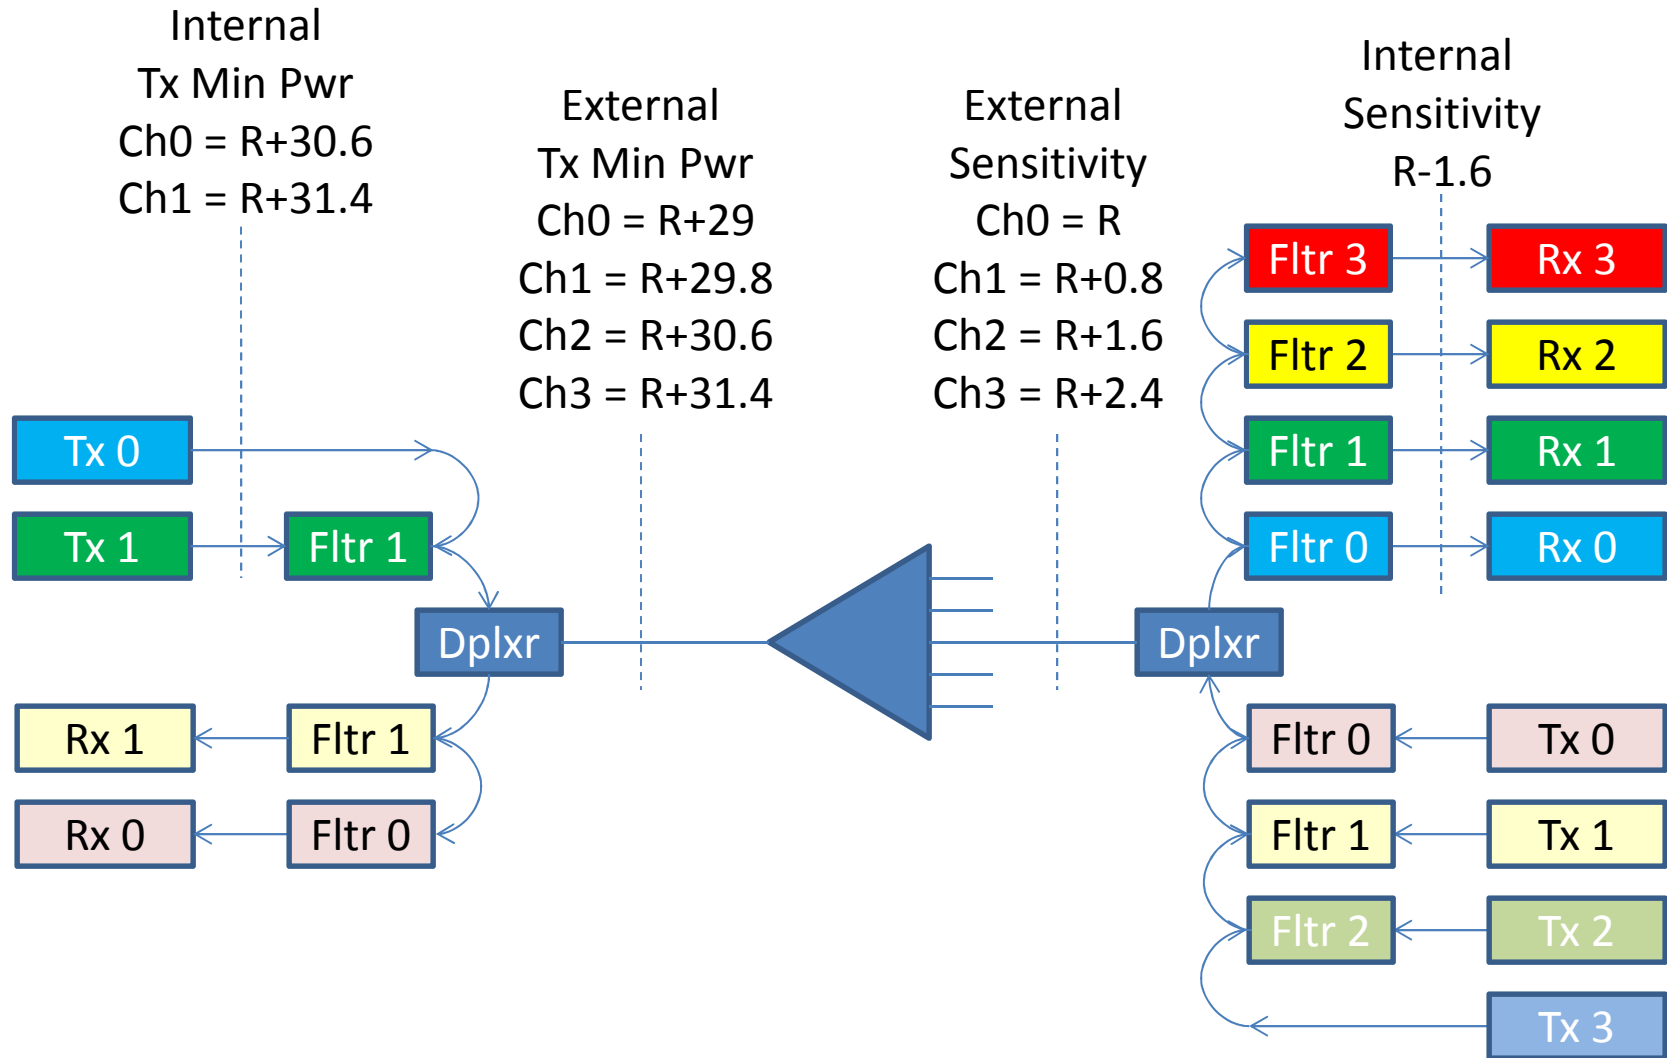 Internal
Tx Min Pwr
Ch0 = R+30.6
Ch1 = R+31.4
External
Tx Min Pwr
Ch0 = R+29
Ch1 = R+29.8
Ch2 = R+30.6
Ch3 = R+31.4
External
Sensitivity
Ch0 = R
Ch1 = R+0.8
Ch2 = R+1.6
Ch3 = R+2.4
Internal
Sensitivity
R-1.6
Tx 0
Tx 1
Fltr 1
Dplxr
Rx 1
Fltr 1
Rx 0
Fltr 0
Fltr 3
Rx 3
Fltr 2
Rx 2
Fltr 1
Rx 1
Fltr 0
Rx 0
Dplxr
Fltr 0
Tx 0
Fltr 1
Tx 1
Fltr 2
Tx 2
Tx 3